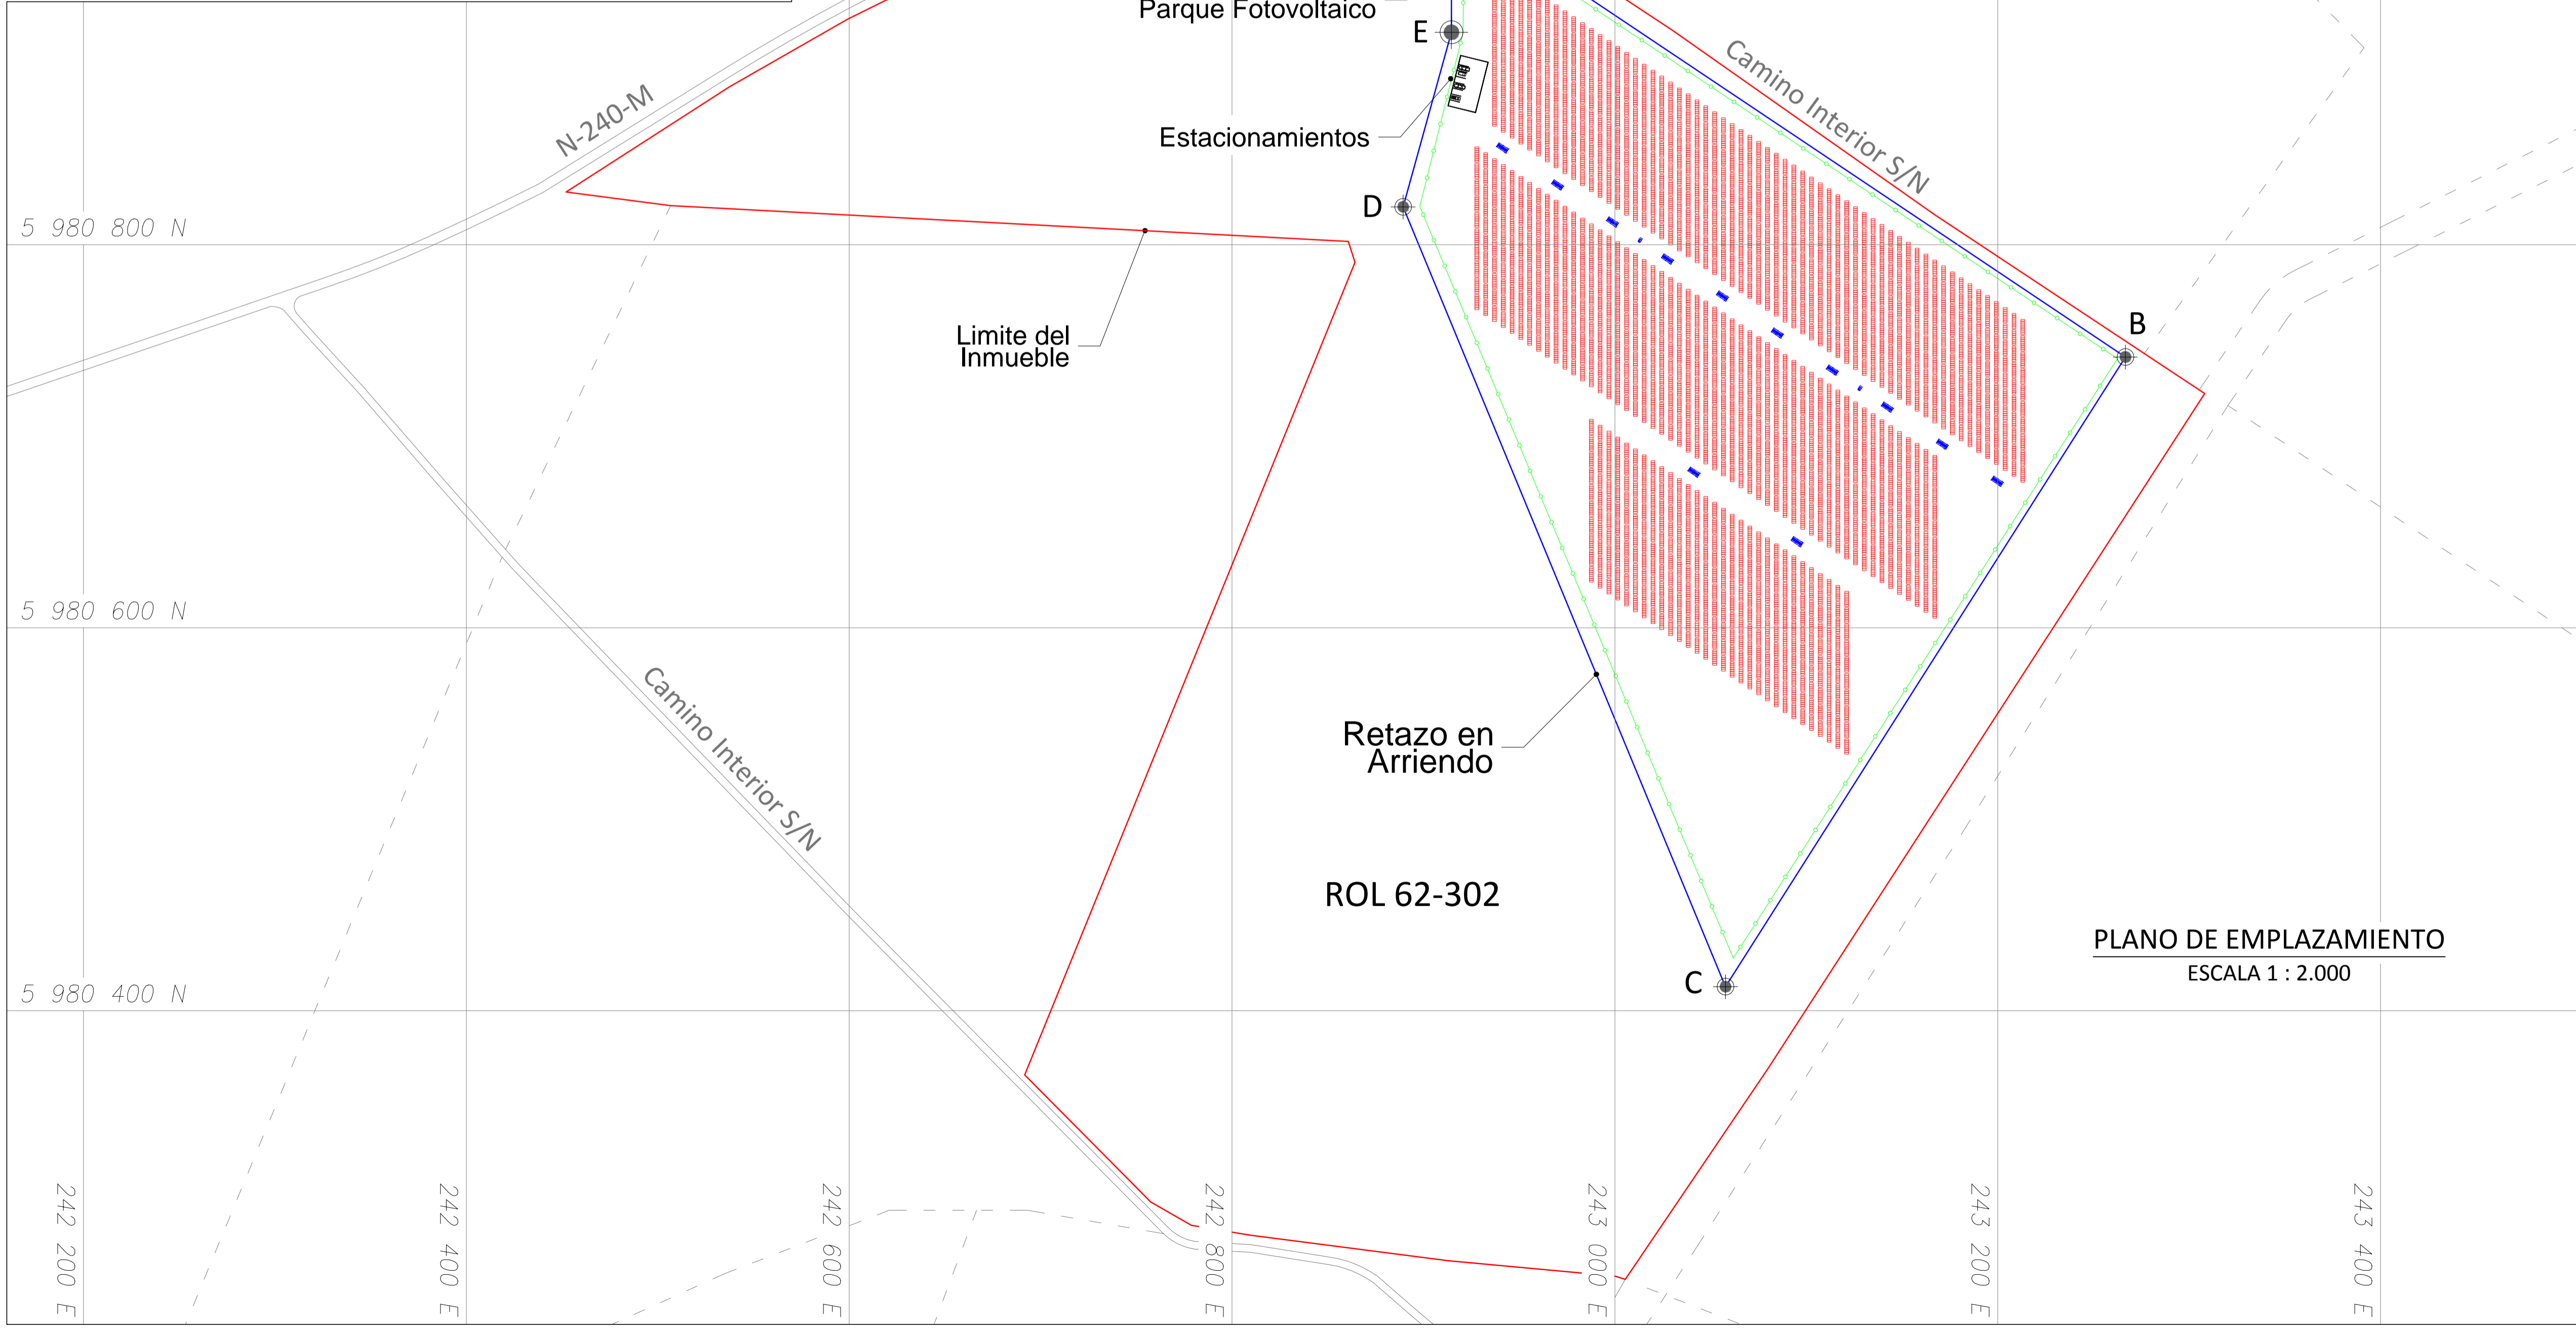 Parque Fotovoltaico
E
Camino Interior S/N
N-240-M
Estacionamientos
D
5 980 800 N
B
Limite del
Inmueble
5 980 600 N
Camino Interior S/N
Retazo en
Arriendo
ROL 62-302
PLANO DE EMPLAZAMIENTO
ESCALA 1 : 2.000
C
5 980 400 N
242 200 E
242 400 E
242 600 E
242 800 E
243 000 E
243 200 E
243 400 E